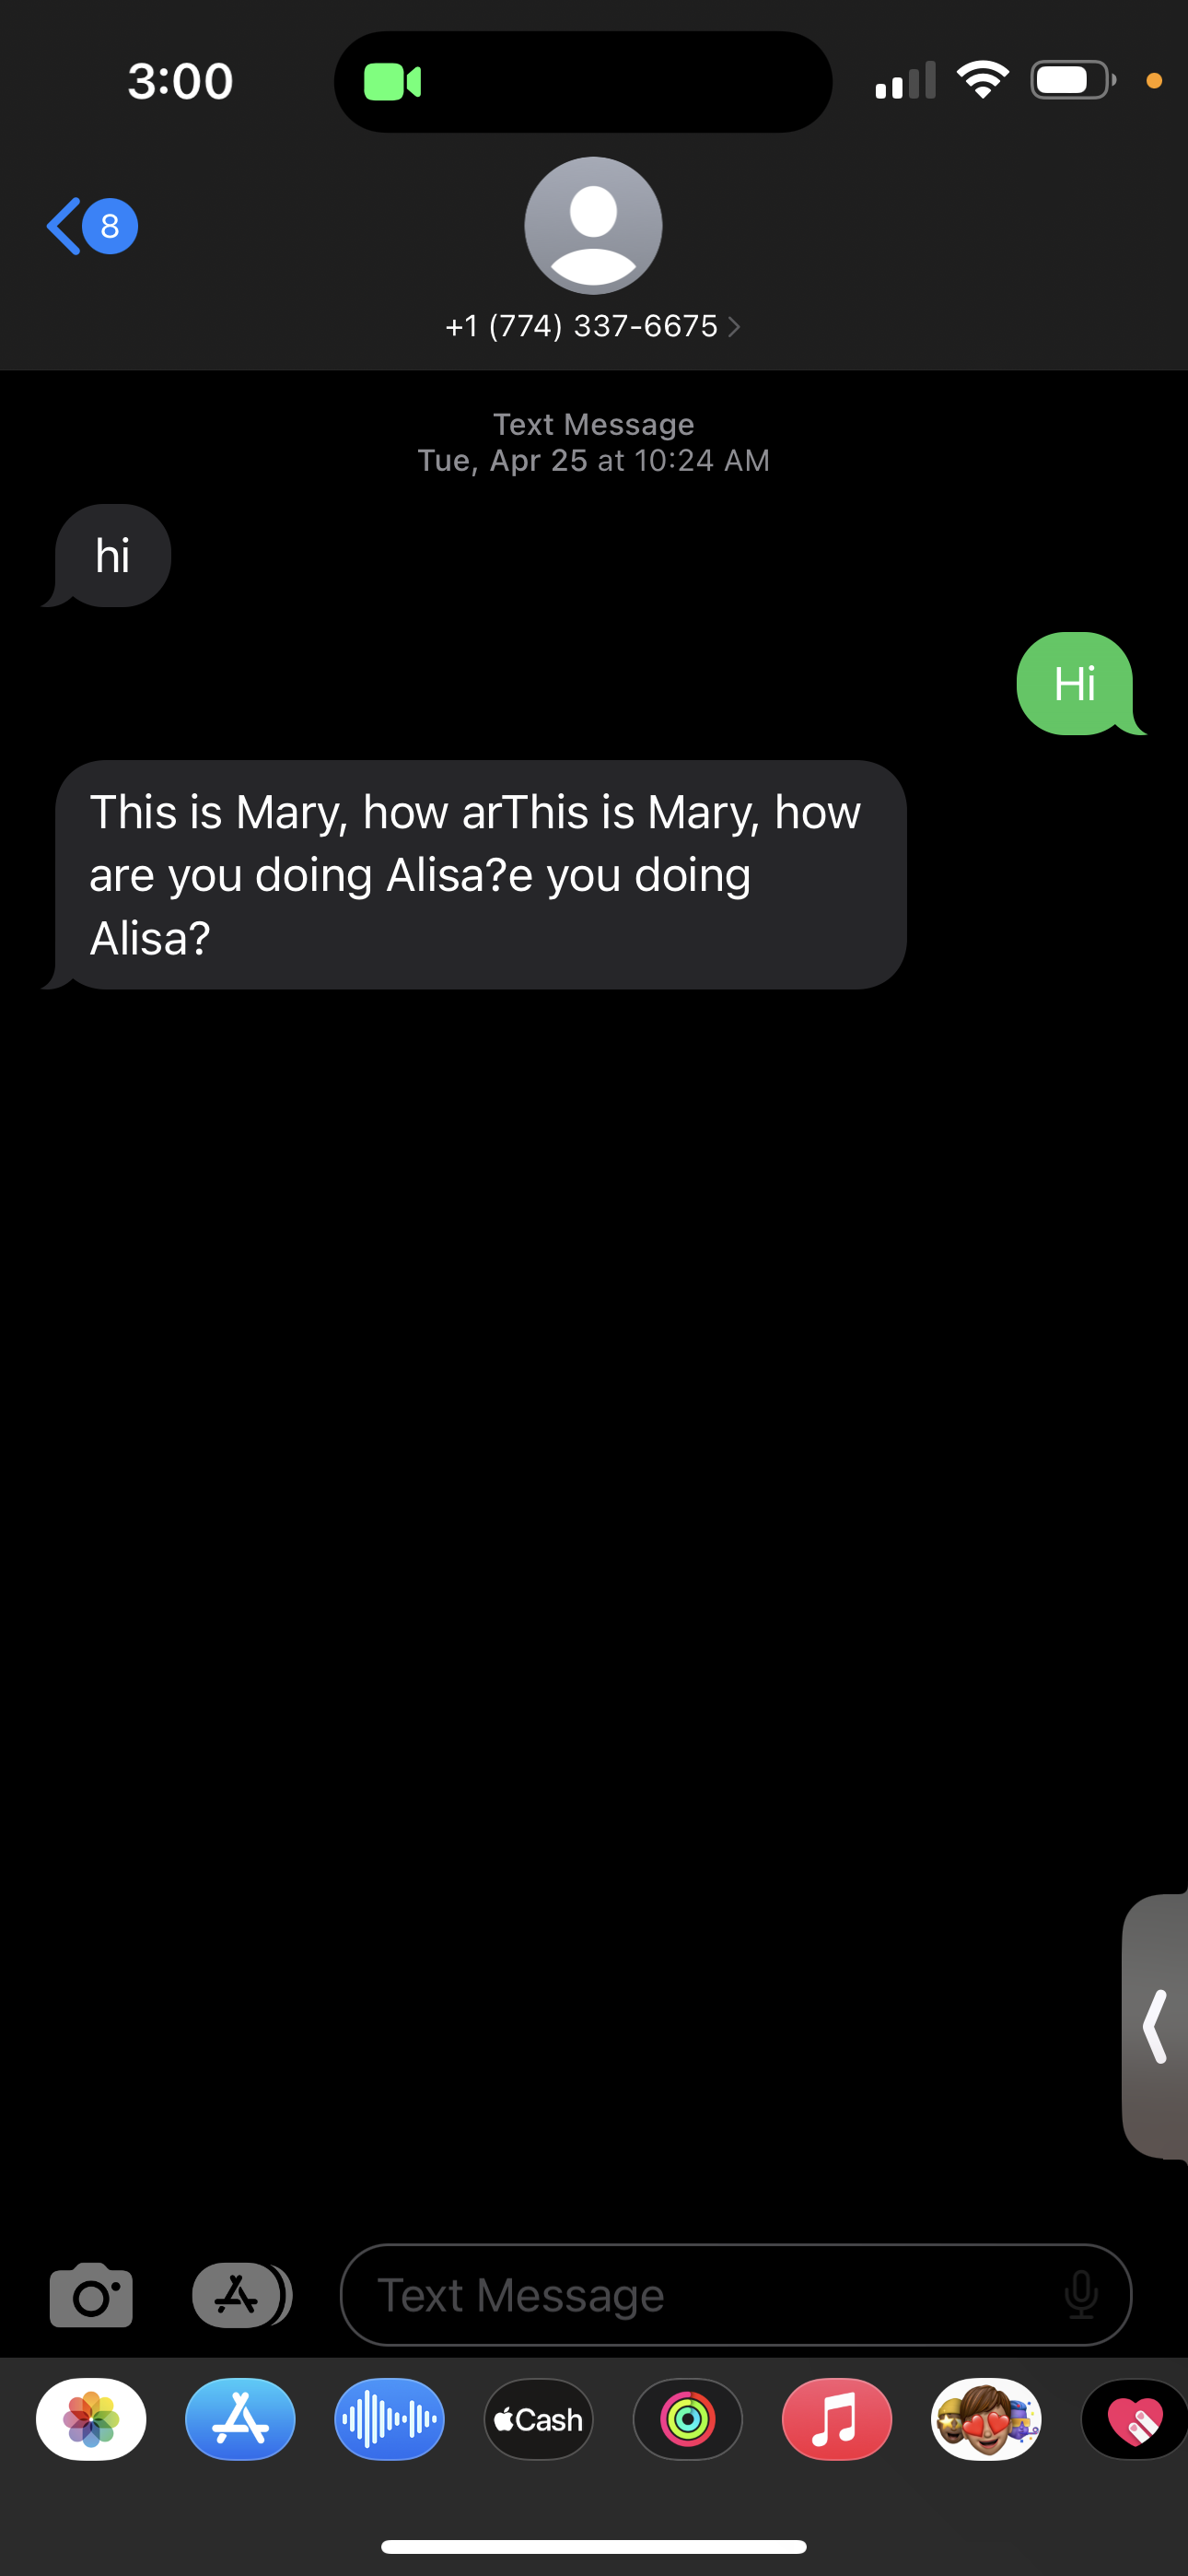 3:00
8
+1 (774) 337-6675
Text Message
Tue, Apr 25 at 10:24 AM
hi
Hi
This is Mary, how arThis is Mary, how
are you doing Alisa?e you doing
Alisa?
Text Message
Cash